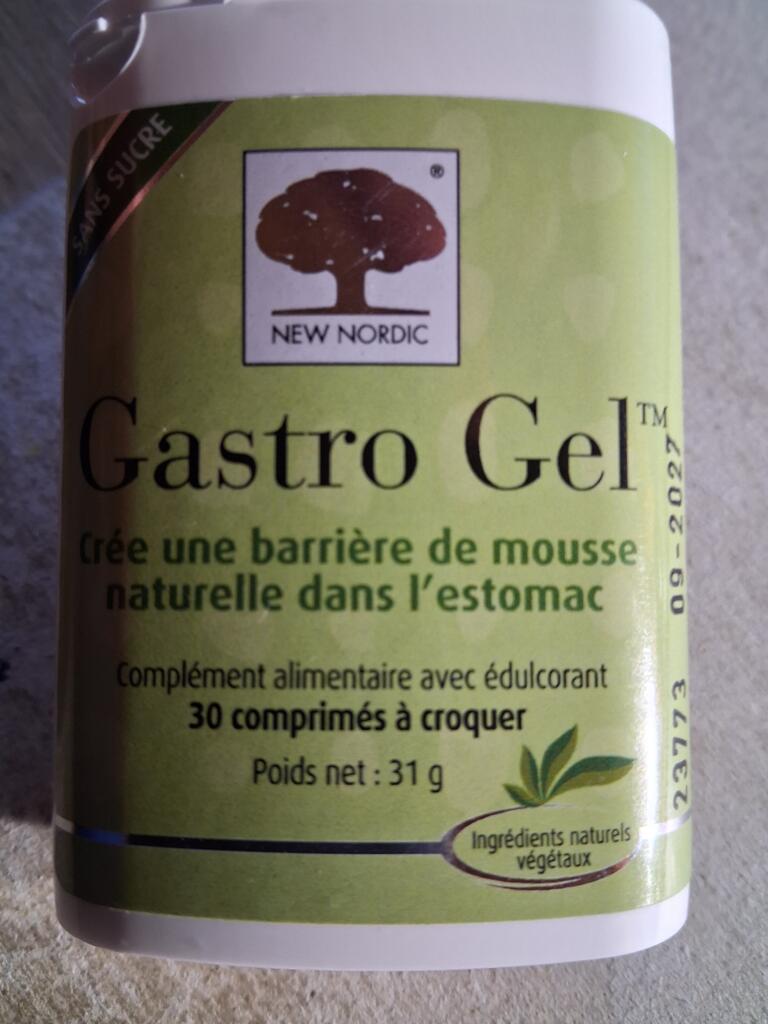 SANS SUCRE
®
NEW NORDIC
Gastro Gel™
Crée une barrière de mousse
naturelle dans l'estomac
Complément alimentaire avec édulcorant
30 comprimés à croquer
Poids net : 31 g
Ingrédients naturels
végétaux
23773 09-2027